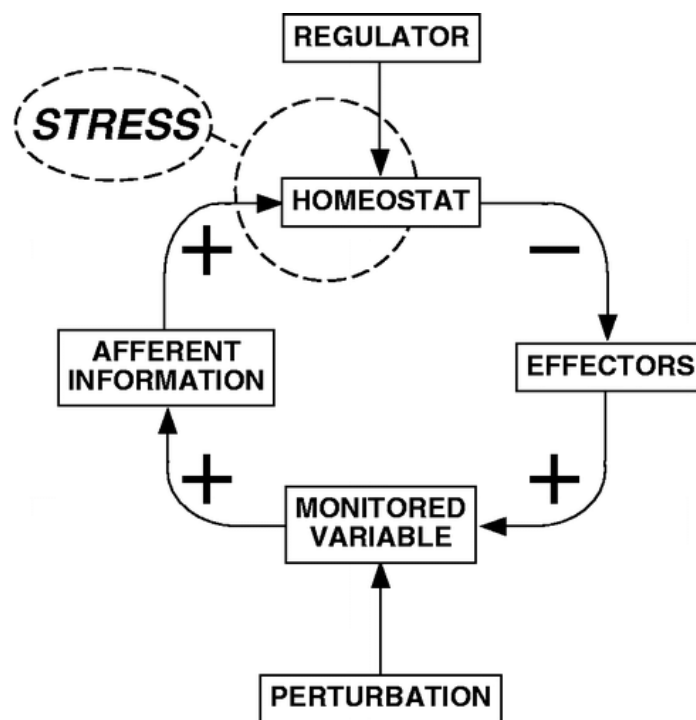 REGULATOR
STRESS
HOMEOSTAT
+
−
AFFERENT
INFORMATION
EFFECTORS
+
+
MONITORED
VARIABLE
PERTURBATION